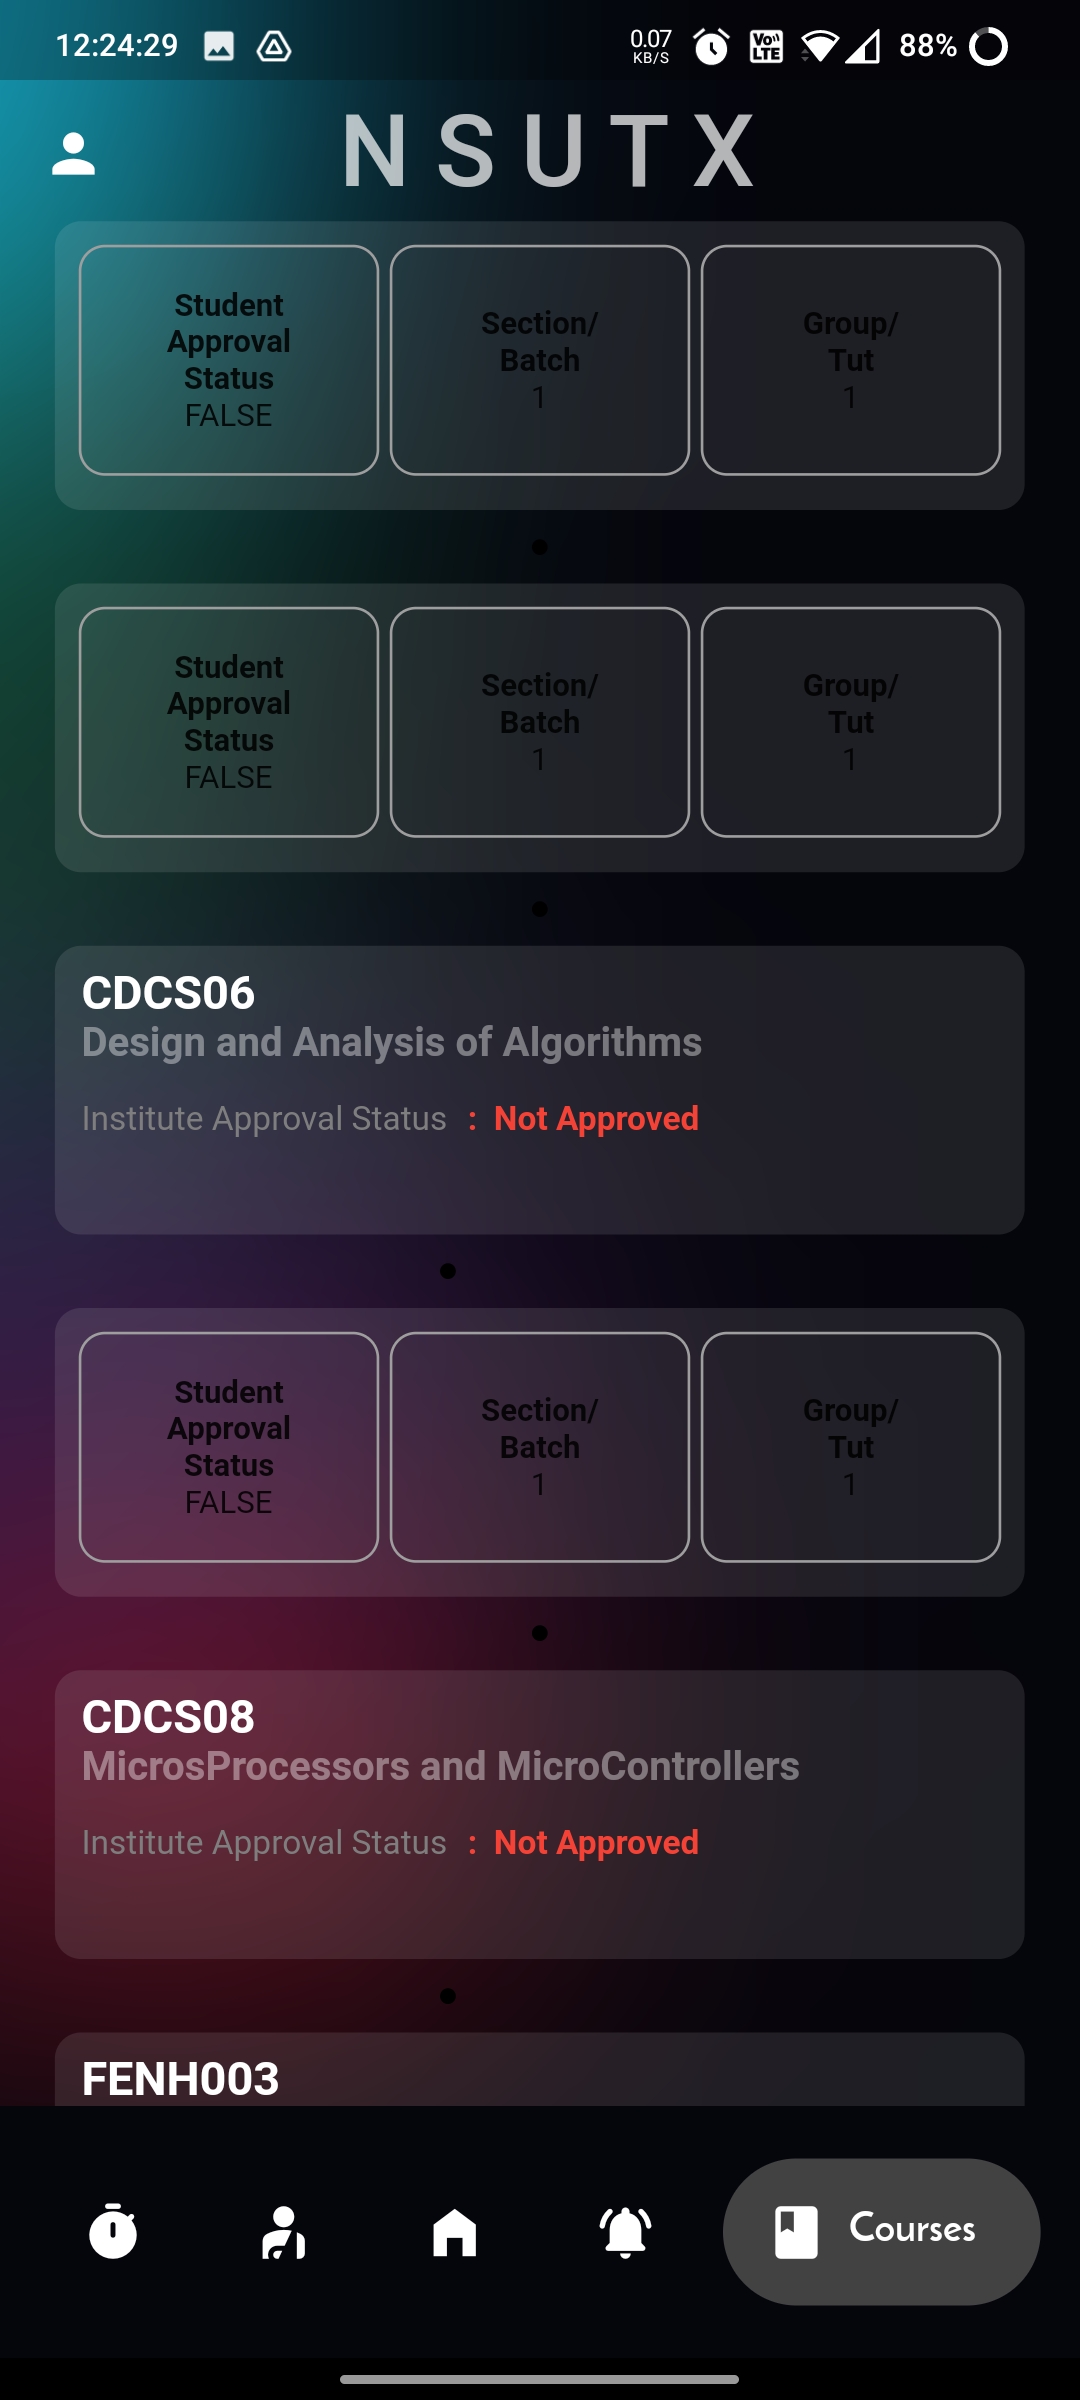 12:24:29
0.07
KB/S
Vo))
LTE
88%
NSUTX
Student
Approval
Status
FALSE
Section/
Batch
1
Group/
Tut
1
Student
Approval
Status
FALSE
Section/
Batch
1
Group/
Tut
1
CDCS06
Design and Analysis of Algorithms
Institute Approval Status : Not Approved
Student
Approval
Status
FALSE
Section/
Batch
1
Group/
Tut
1
CDCS08
MicrosProcessors and MicroControllers
Institute Approval Status : Not Approved
FENH003
Courses